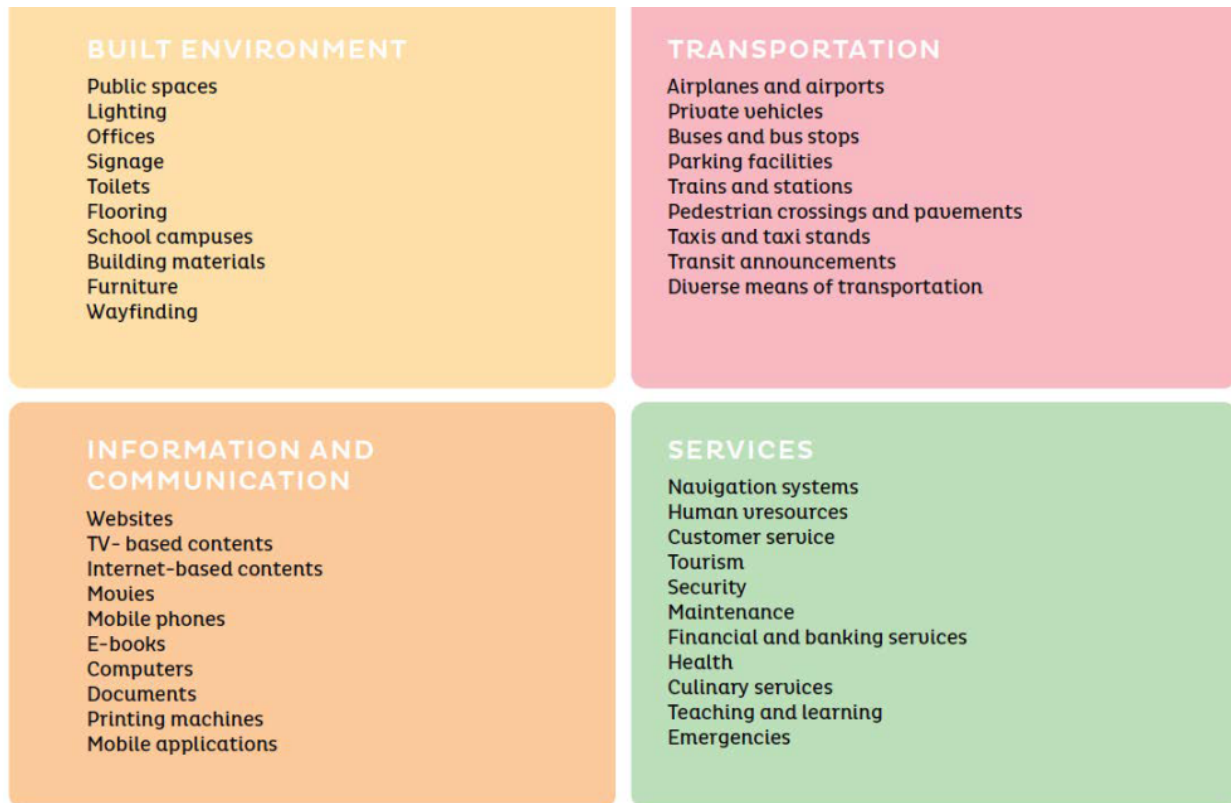 BUILT ENVIRONMENT
Public spaces
Lighting
Offices
Signage
Toilets
Flooring
School campuses
Building materials
Furniture
Wayfinding
TRANSPORTATION
Airplanes and airports
Private vehicles
Buses and bus stops
Parking facilities
Trains and stations
Pedestrian crossings and pavements
Taxis and taxi stands
Transit announcements
Diverse means of transportation
INFORMATION AND
COMMUNICATION
Websites
TV- based contents
Internet-based contents
Movies
Mobile phones
E-books
Computers
Documents
Printing machines
Mobile applications
SERVICES
Navigation systems
Human vresources
Customer service
Tourism
Security
Maintenance
Financial and banking services
Health
Culinary services
Teaching and learning
Emergencies